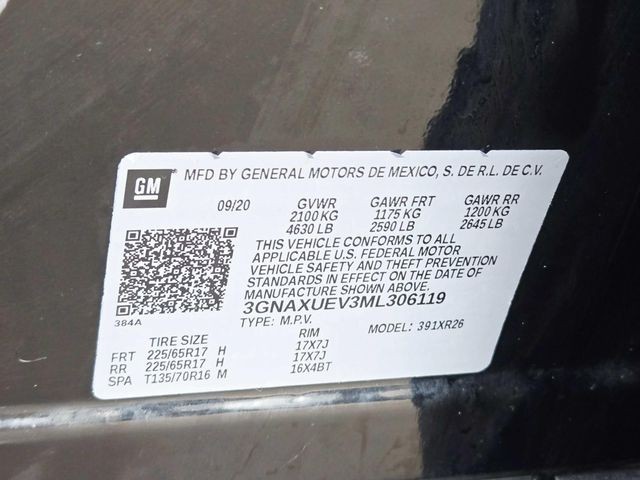 GM
MFD BY GENERAL MOTORS DE MEXICO, S. DE R.L. DE C.V.
09/20 GVWR GAWR FRT GAWR RR
2100 KG 1175 KG 1200 KG
4630 LB 2590 LB 2645 LB
THIS VEHICLE CONFORMS TO ALL
APPLICABLE U.S. FEDERAL MOTOR
VEHICLE SAFETY AND THEFT PREVENTION
STANDARDS IN EFFECT ON THE DATE OF
MANUFACTURE SHOWN ABOVE.
3GNAXUEV3ML306119
384A
TYPE: M.P.V. MODEL: 391XR26
TIRE SIZE RIM
FRT 225/65R17 H 17X7J
RR 225/65R17 H 17X7J
SPA T135/70R16 M 16X4BT